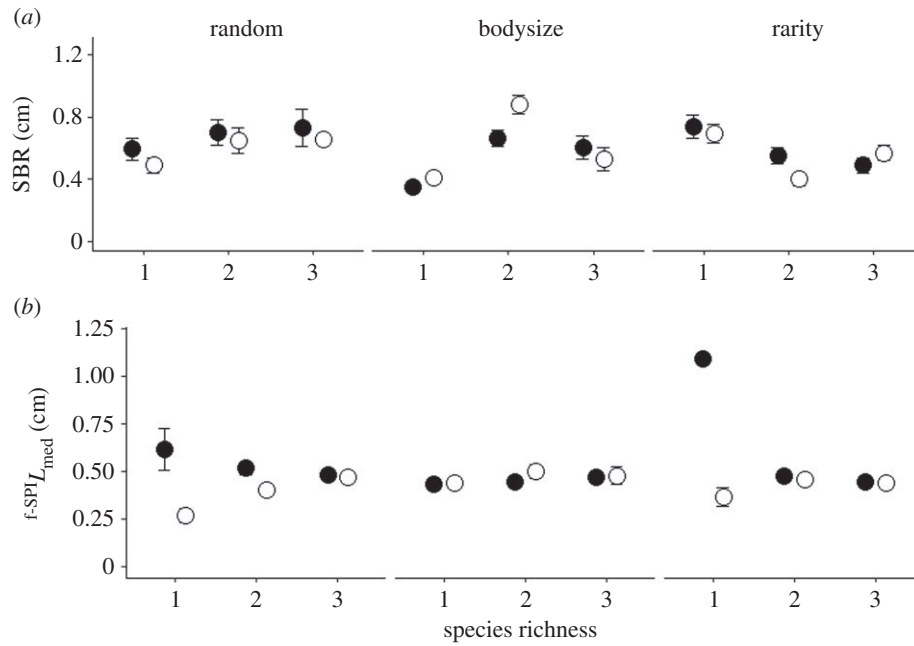 (a)
random bodysize rarity
1.2
0.8
0.4
0
SBR (cm)
1 2 3 1 2 3 1 2 3
(b)
1.25
1.00
0.75
0.50
0.25
0
f-SPILmed (cm)
1 2 3 1 2 3 1 2 3
species richness